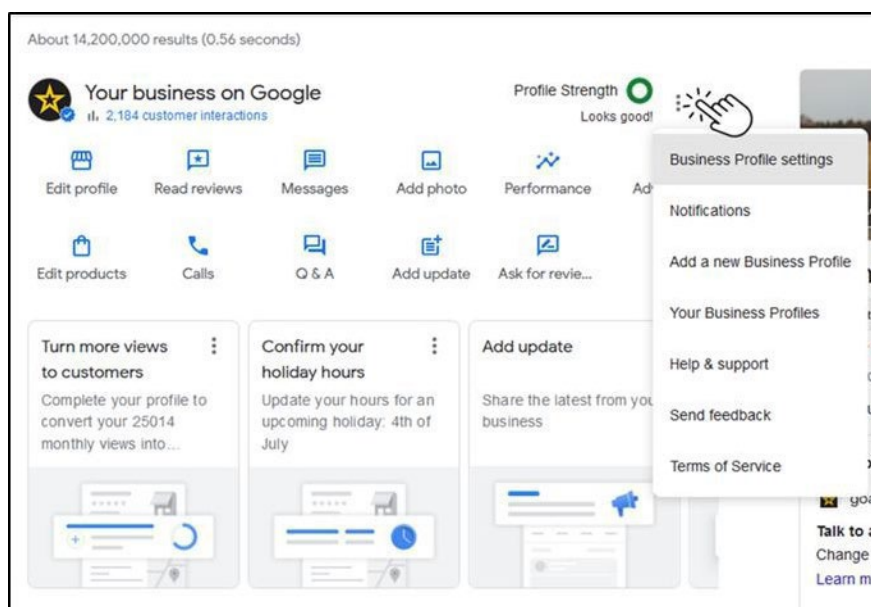 About 14,200,000 results (0.56 seconds)
Your business on Google
2,184 customer interactions
Profile Strength
Looks good!
Edit profile
Read reviews
Messages
Add photo
Performance
Edit products
Calls
Q & A
Add update
Ask for revie...
Business Profile settings
Notifications
Add a new Business Profile
Your Business Profiles
Help & support
Send feedback
Terms of Service
Turn more views
to customers
Complete your profile to
convert your 25014
monthly views into...
Confirm your
holiday hours
Update your hours for an
upcoming holiday: 4th of
July
Add update
Share the latest from you
business
Talk to
Change
Learn m